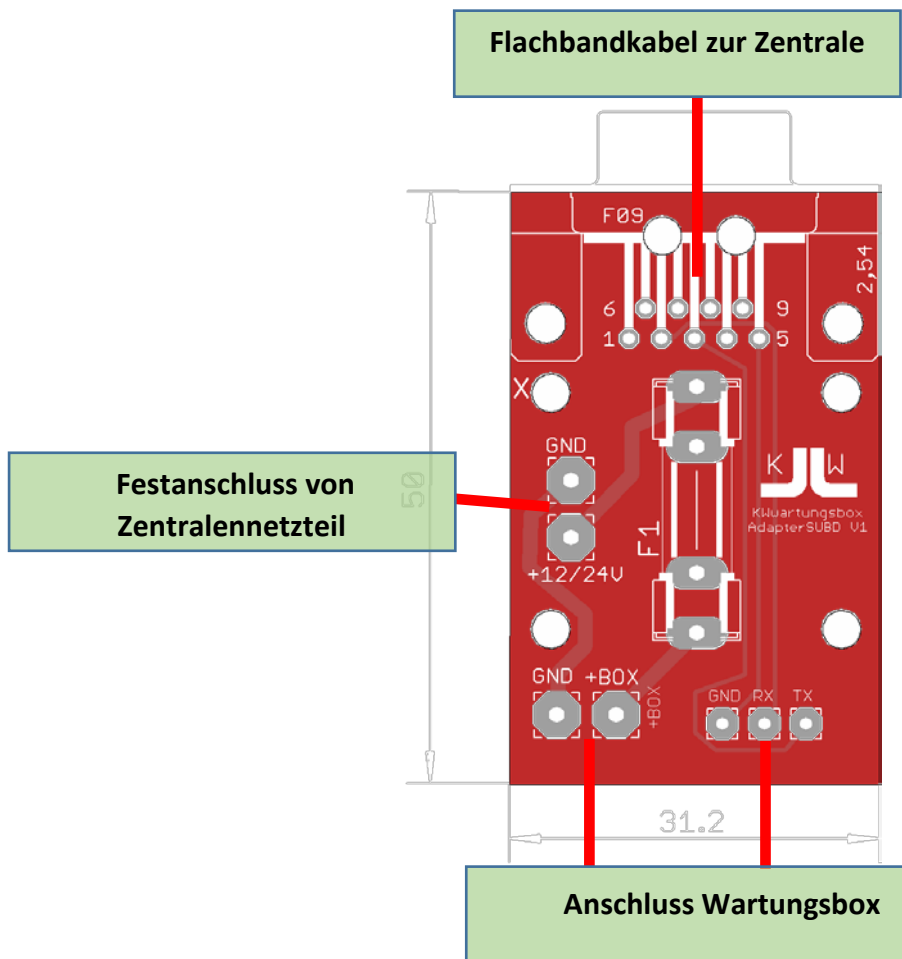 Flachbandkabel zur Zentrale
F09
2,54
6 9
1 5
X
50
GND
Festanschluss von
Zentralennetzteil
+12/24V
F1
K W
KWwartungsbox
AdapterSUBD V1
GND +BOX
+BOX
GND RX TX
31.2
Anschluss Wartungsbox